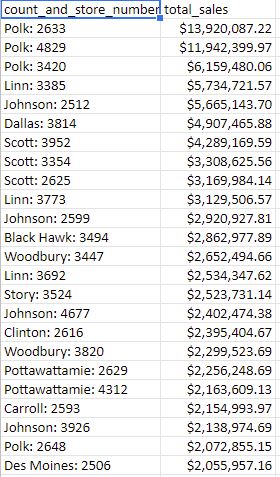 count_and_store_number total_sales
Polk: 2633 $13,920,087.22
Polk: 4829 $11,942,399.97
Polk: 3420 $6,159,480.06
Linn: 3385 $5,734,721.57
Johnson: 2512 $5,665,143.70
Dallas: 3814 $4,907,465.88
Scott: 3952 $4,289,169.59
Scott: 3354 $3,308,625.56
Scott: 2625 $3,169,984.14
Linn: 3773 $3,129,506.57
Johnson: 2599 $2,920,927.81
Black Hawk: 3494 $2,862,977.89
Woodbury: 3447 $2,652,494.66
Linn: 3692 $2,534,347.62
Story: 3524 $2,523,731.14
Johnson: 4677 $2,402,474.38
Clinton: 2616 $2,395,404.67
Woodbury: 3820 $2,299,523.69
Pottawattamie: 2629 $2,256,248.69
Pottawattamie: 4312 $2,163,609.13
Carroll: 2593 $2,154,993.97
Johnson: 3926 $2,138,974.69
Polk: 2648 $2,072,855.15
Des Moines: 2506 $2,055,957.16